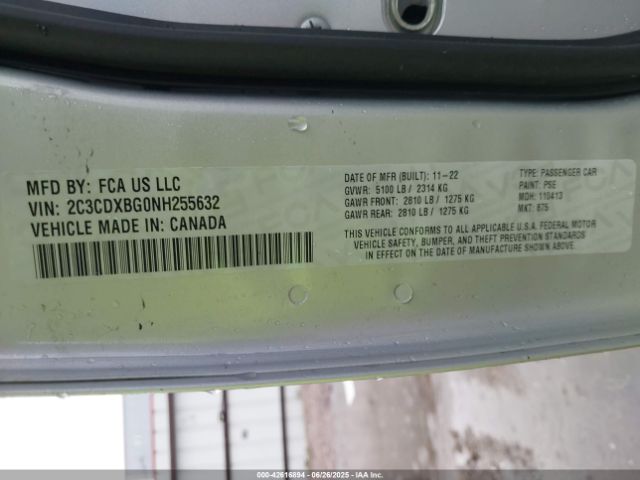 MFD BY: FCA US LLC
VIN: 2C3CDXBG0NH255632
VEHICLE MADE IN: CANADA
DATE OF MFR (BUILT): 11-22
GVWR: 5100 LB / 2314 KG
GAWR FRONT: 2810 LB / 1275 KG
GAWR REAR: 2810 LB / 1275 KG
TYPE: PASSENGER CAR
PAINT: PSE
MDH: 110413
MKT: 675
THIS VEHICLE CONFORMS TO ALL APPLICABLE U.S.A. FEDERAL MOTOR
VEHICLE SAFETY, BUMPER, AND THEFT PREVENTION STANDARDS
IN EFFECT ON THE DATE OF MANUFACTURE SHOWN ABOVE.
000-42616894 - 06/26/2025 - IAA Inc.